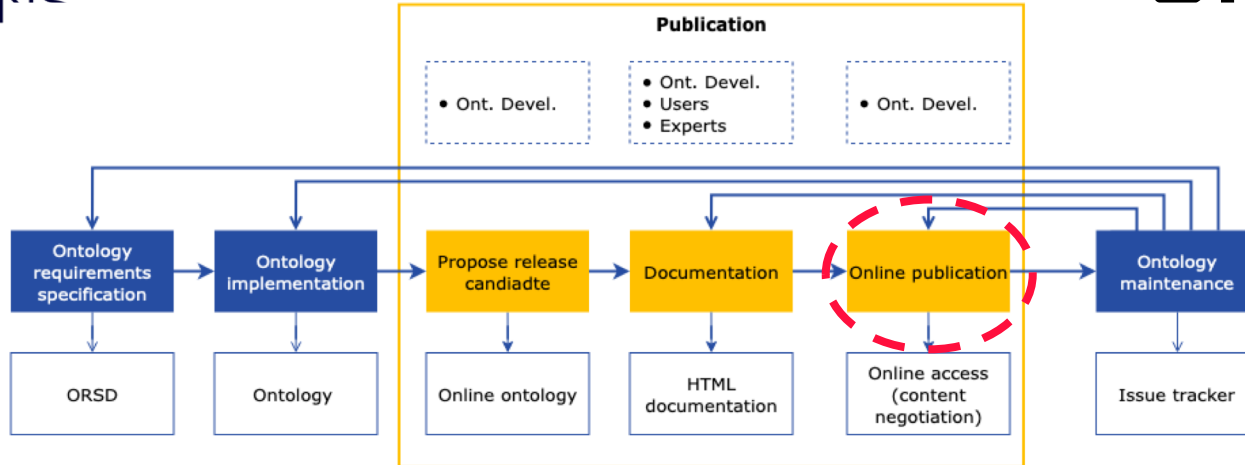 Publication
• Ont. Devel.
• Ont. Devel.
• Users
• Experts
• Ont. Devel.
Ontology
requirements
specification
Ontology
implementation
Propose release
candiadte
Documentation
Online publication
Ontology
maintenance
ORSD
Ontology
Online ontology
HTML
documentation
Online access
(content
negotiation)
Issue tracker